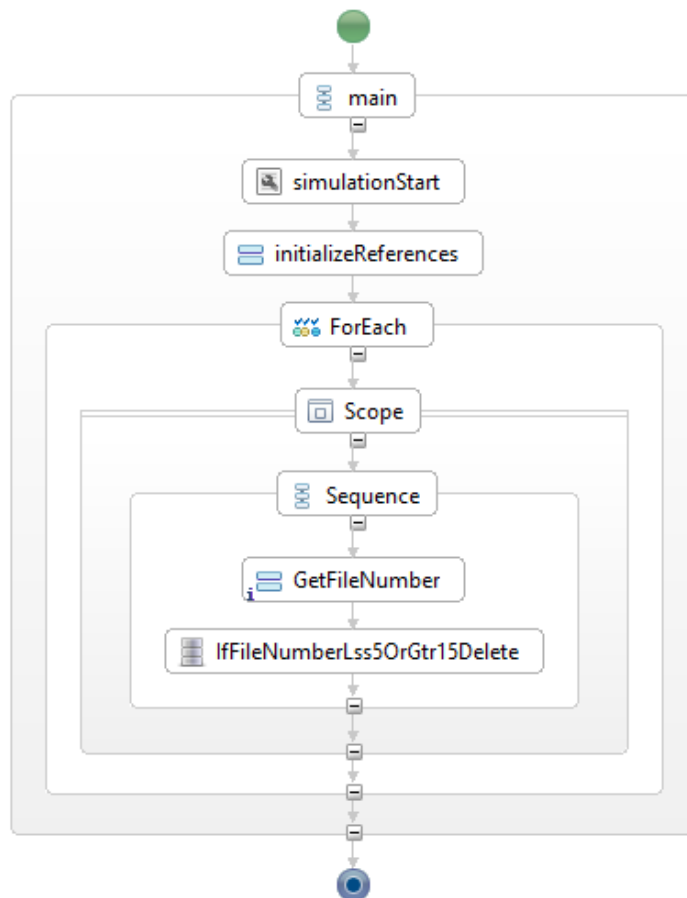 main
simulationStart
initializeReferences
ForEach
Scope
Sequence
i
GetFileNumber
IfFileNumberLss5OrGtr15Delete